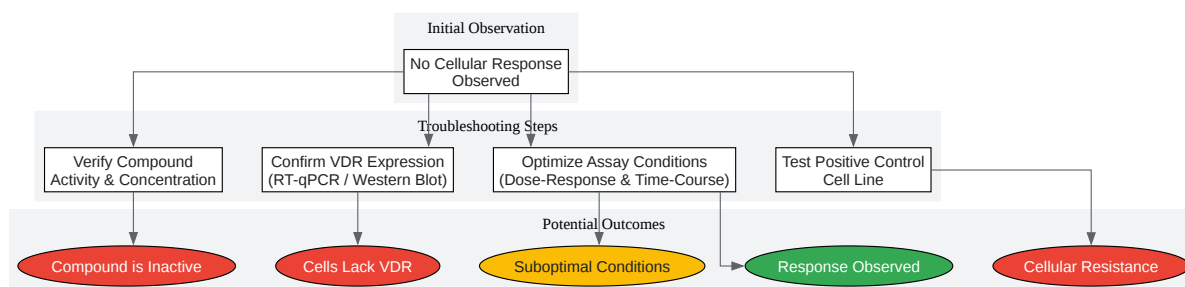 Initial Observation
No Cellular Response
Observed
Troubleshooting Steps
Verify Compound
Activity & Concentration
Confirm VDR Expression
(RT-qPCR / Western Blot)
Optimize Assay Conditions
(Dose-Response & Time-Course)
Test Positive Control
Cell Line
Potential Outcomes
Compound is Inactive
Cells Lack VDR
Suboptimal Conditions
Response Observed
Cellular Resistance